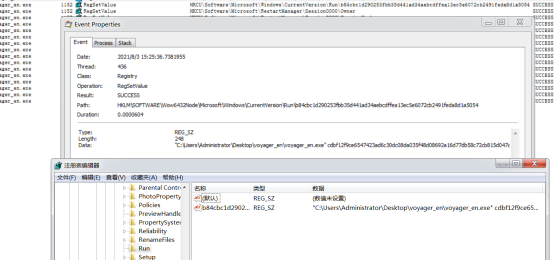 ager_en.exe 1152 RegSetValue HKCU\Software\Microsoft\Windows\CurrentVersion\Run\b84cbc1d290253fbb35d441ad34aebcdffea13ec5e6072cb2491feda8d1a5054 SUCCESS
ager_en.exe 1152 RegSetValue HKCU\Software\Microsoft\RestartManager\Session0000\Owner SUCCESS
Event Properties
Event Process Stack
Date: 2021/8/3 15:25:36.7381955
Thread: 436
Class: Registry
Operation: RegSetValue
Result: SUCCESS
Path: HKLM\SOFTWARE\Wow6432Node\Microsoft\Windows\CurrentVersion\Run\b84cbc1d290253fbb35d441ad34aebcdffea13ec5e6072cb2491feda8d1a5054
Duration: 0.0000604
Type: REG_SZ
Length: 248
Data: "C:\Users\Administrator\Desktop\voyager_en\voyager_en.exe"
注册表编辑器
文件(F) 编辑(E) 查看(V) 收藏夹(A) 帮助(H)
名称 类型 数据
Parental Contr
PhotoProperty (默认) REG_SZ (数值未设置)
Policies b84cbc1d2902... REG_SZ "C:\Users\Administrator\Desktop\voyager_en\voyager_en.exe" cdbf12f9ce65...
PreviewHandle
PropertySyste
Reliability
RenameFiles
Run
Setup